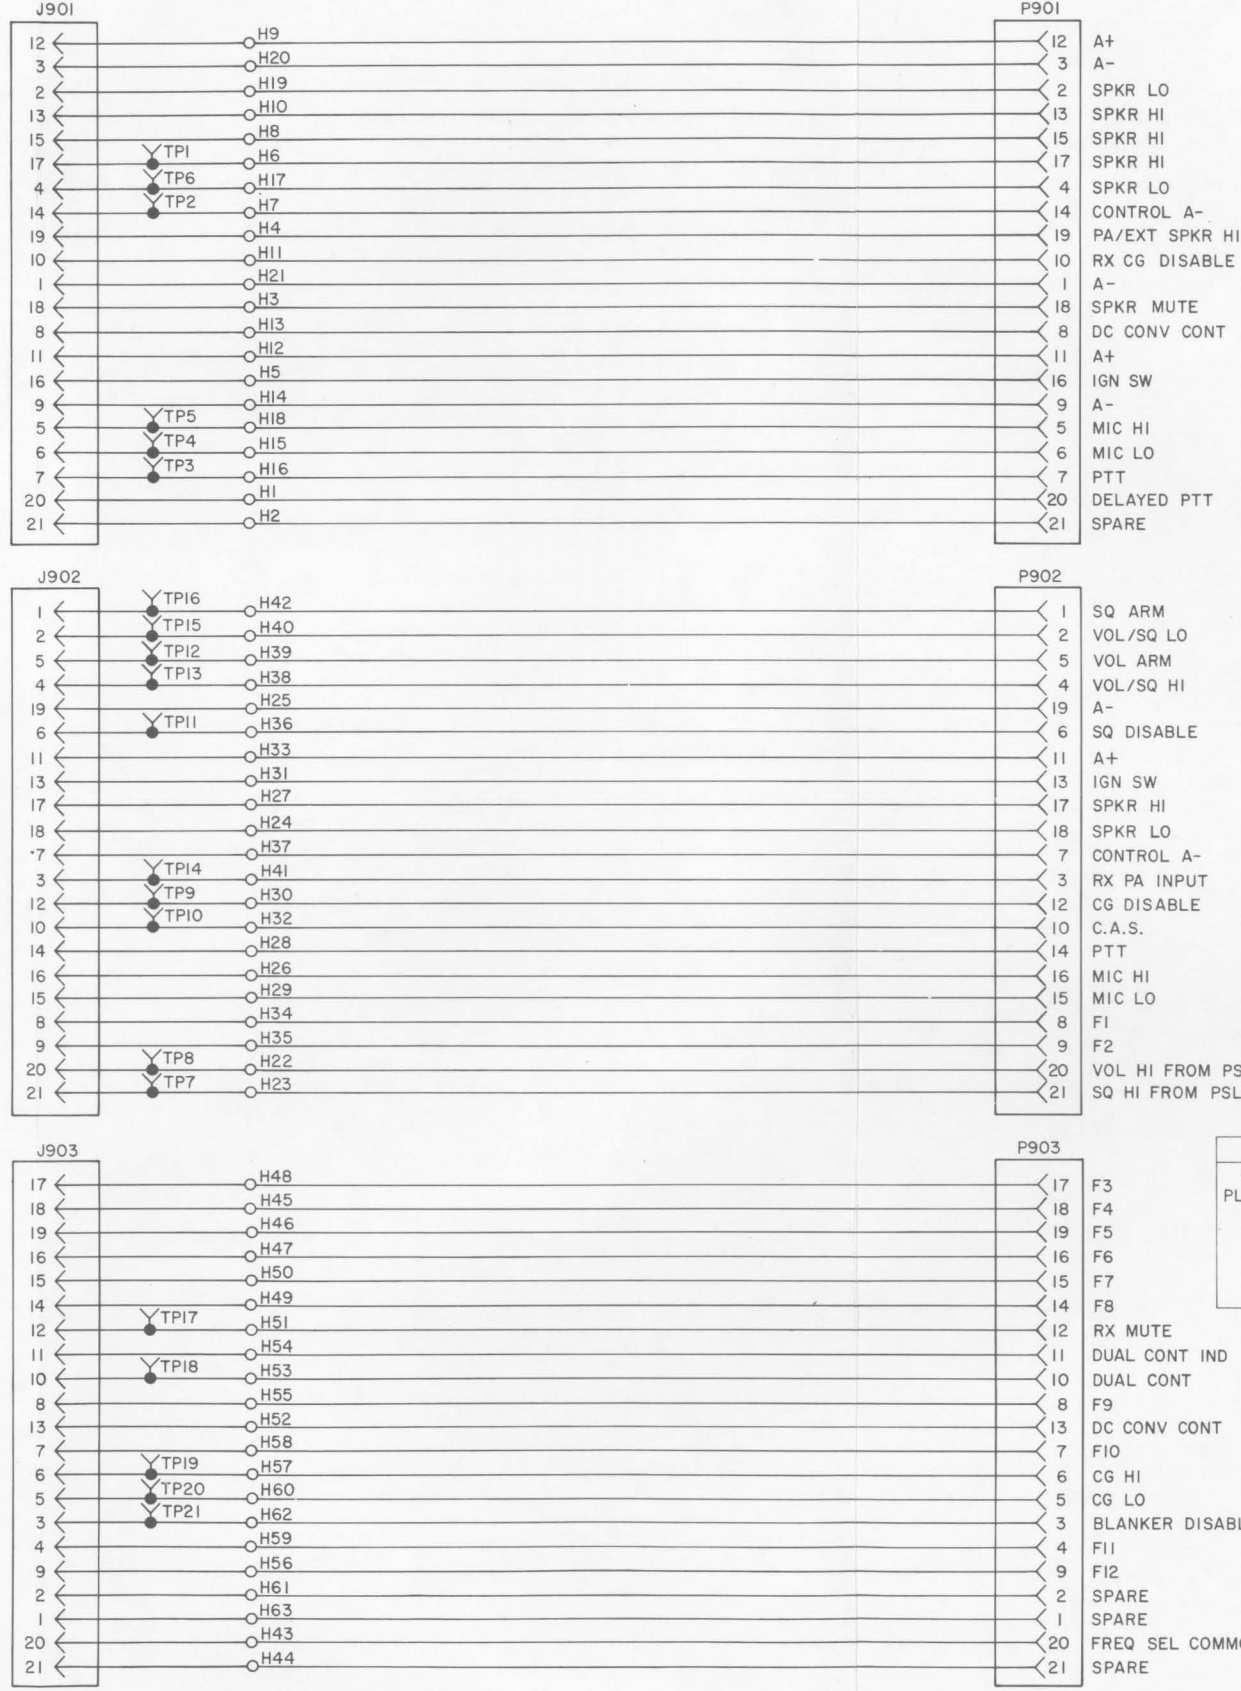 J901 P901
12 H9 12 A+
3 H20 3 A-
2 H19 2 SPKR LO
13 H10 13 SPKR HI
15 H8 15 SPKR HI
17 TP1 H6 17 SPKR HI
4 TP6 H17 4 SPKR LO
14 TP2 H7 14 CONTROL A-
19 H4 19 PA/EXT SPKR HI
10 H11 10 RX CG DISABLE
1 H21 1 A-
18 H3 18 SPKR MUTE
8 H13 8 DC CONV CONT
11 H12 11 A+
16 H5 16 IGN SW
9 H14 9 A-
5 TP5 H18 5 MIC HI
6 TP4 H15 6 MIC LO
7 TP3 H16 7 PTT
20 H1 20 DELAYED PTT
21 H2 21 SPARE
J902 P902
1 TP16 H42 1 SQ ARM
2 TP15 H40 2 VOL/SQ LO
5 TP12 H39 5 VOL ARM
4 TP13 H38 4 VOL/SQ HI
19 H25 19 A-
6 TP11 H36 6 SQ DISABLE
11 H33 11 A+
13 H31 13 IGN SW
17 H27 17 SPKR HI
18 H24 18 SPKR LO
7 H37 7 CONTROL A-
3 TP14 H41 3 RX PA INPUT
12 TP9 H30 12 CG DISABLE
10 TP10 H32 10 C.A.S.
14 H28 14 PTT
16 H26 16 MIC HI
15 H29 15 MIC LO
8 H34 8 F1
9 H35 9 F2
20 TP8 H22 20 VOL HI FROM PS
21 TP7 H23 21 SQ HI FROM PSL
J903 P903
17 H48 17 F3
PL
18 H45 18 F4
19 H46 19 F5
16 H47 16 F6
15 H50 15 F7
14 H49 14 F8
12 TP17 H51 12 RX MUTE
11 H54 11 DUAL CONT IND
10 TP18 H53 10 DUAL CONT
8 H55 8 F9
13 H52 13 DC CONV CONT
7 H58 7 F10
6 TP19 H57 6 CG HI
5 TP20 H60 5 CG LO
3 TP21 H62 3 BLANKER DISABL
4 H59 4 F11
9 H56 9 F12
2 H61 2 SPARE
1 H63 1 SPARE
20 H43 20 FREQ SEL COMMO
21 H44 21 SPARE